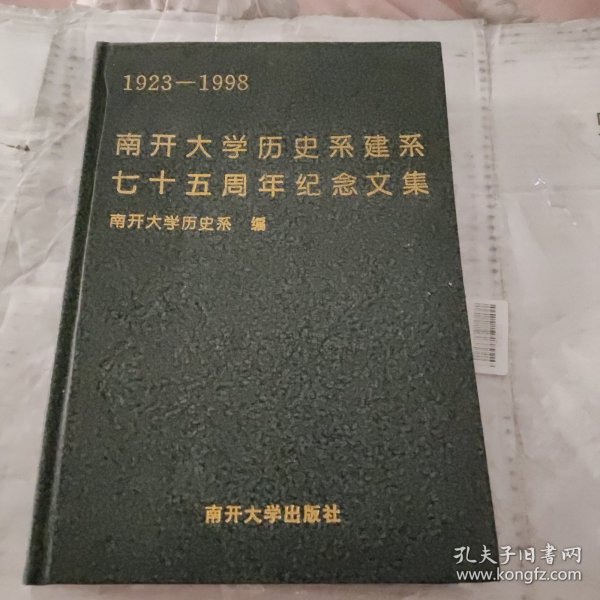 1923—1998
南开大学历史系建系
七十五周年纪念文集
南开大学历史系 编
南开大学出版社
孔夫子旧书网
www.kongfz.com